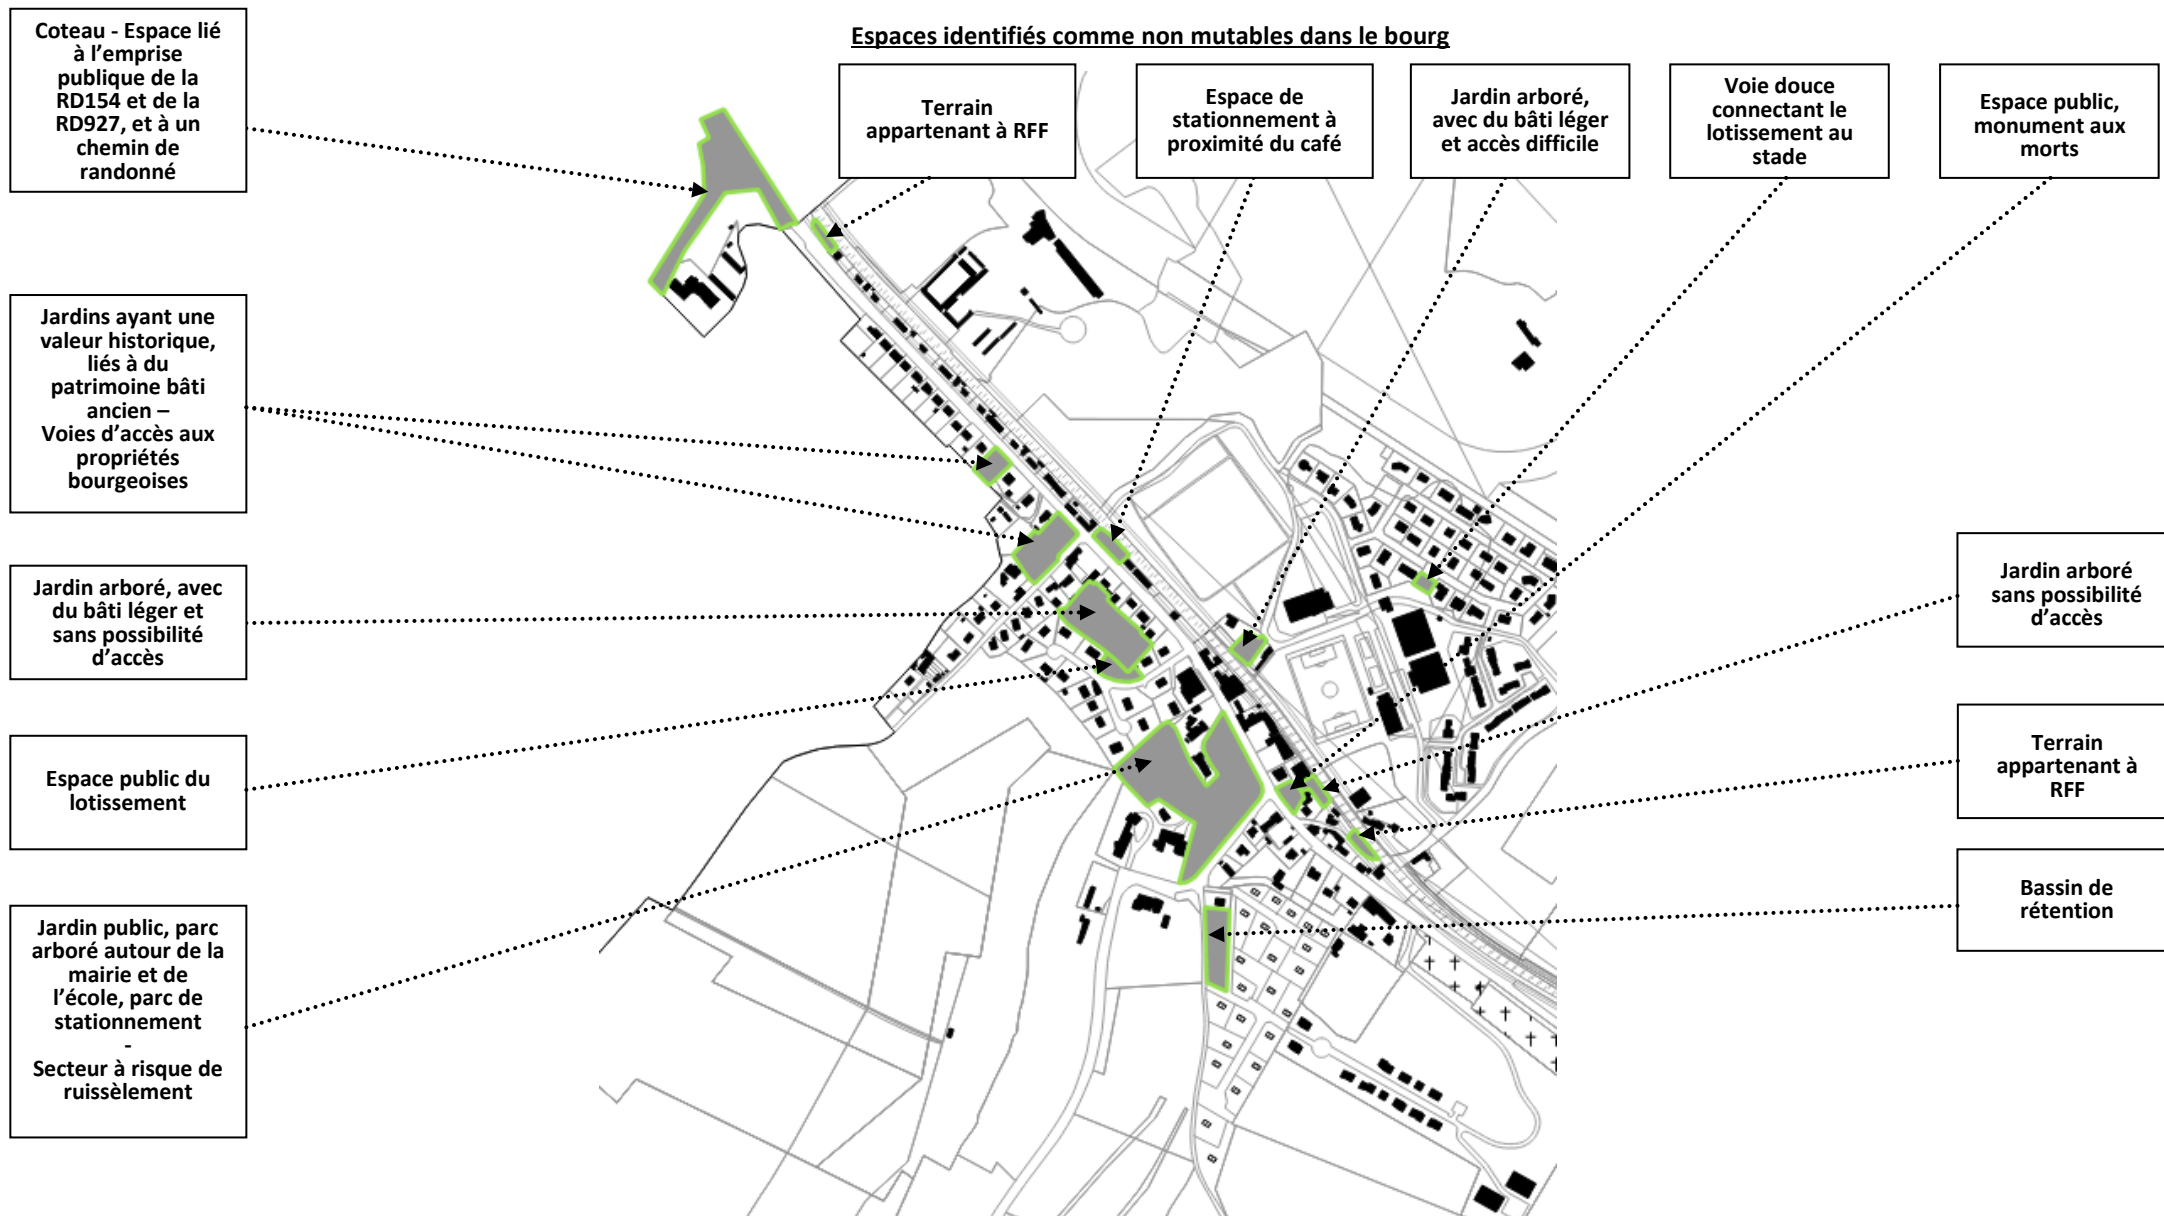 Espaces identifiés comme non mutables dans le bourg
Coteau - Espace lié
à l’emprise
publique de la
RD154 et de la
RD927, et à un
chemin de
randonné
Terrain
appartenant à RFF
Espace de
stationnement à
proximité du café
Jardin arboré,
avec du bâti léger
et accès difficile
Voie douce
connectant le
lotissement au
stade
Espace public,
monument aux
morts
Jardins ayant une
valeur historique,
liés à du
patrimoine bâti
ancien –
Voies d’accès aux
propriétés
bourgeoises
Jardin arboré, avec
du bâti léger et
sans possibilité
d’accès
Espace public du
lotissement
Jardin public, parc
arboré autour de la
mairie et de
l’école, parc de
stationnement
-
Secteur à risque de
ruissèlement
Jardin arboré
sans possibilité
d’accès
Terrain
appartenant à
RFF
Bassin de
rétention